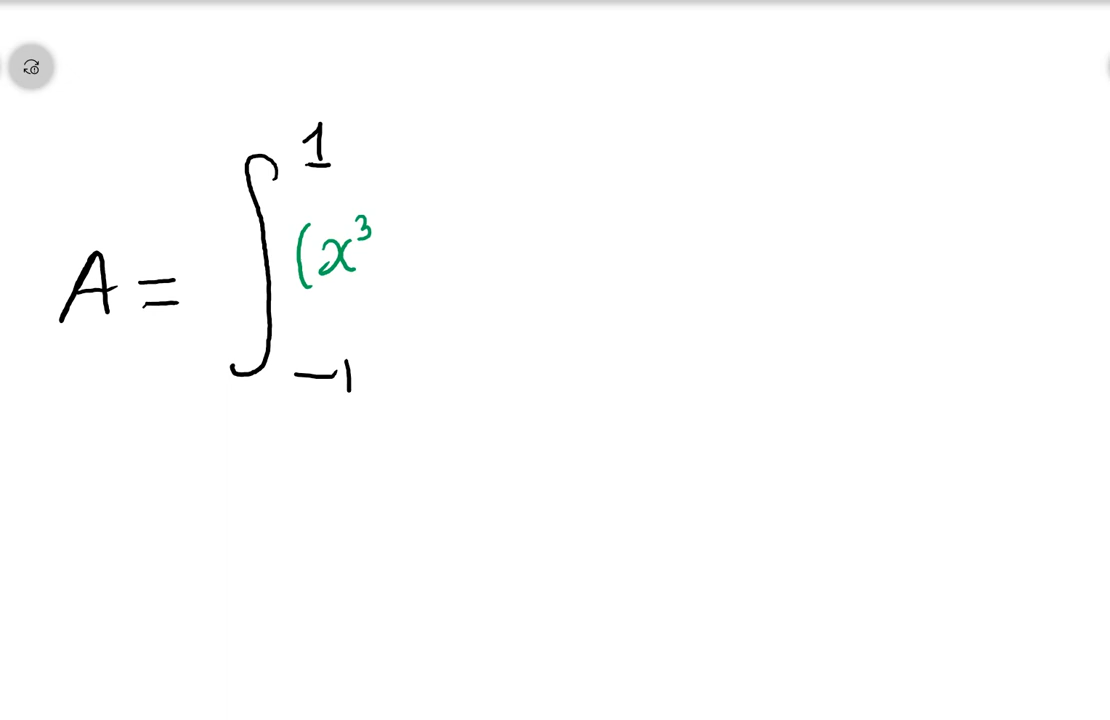 A = ∫_{-1}^{1} (x³